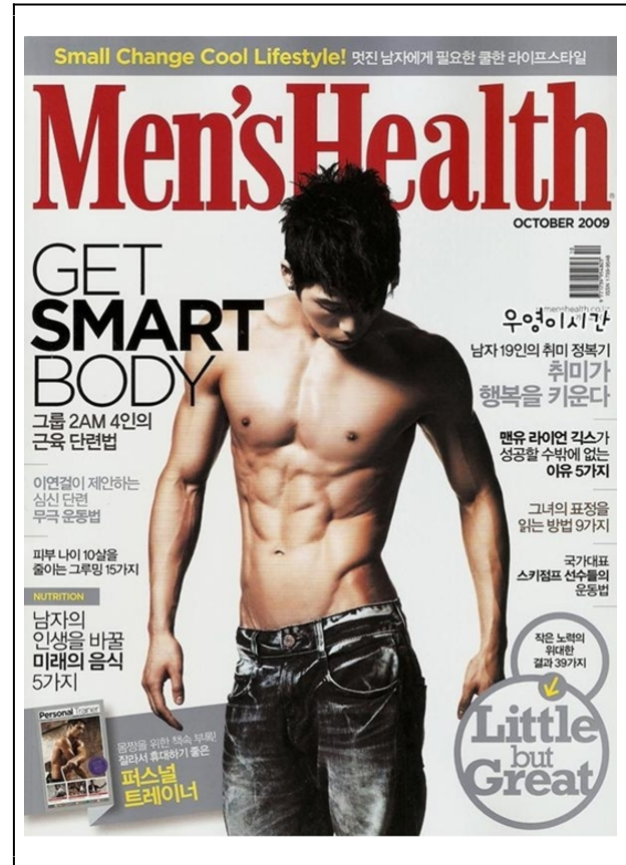 Small Change Cool Lifestyle! 멋진 남자에게 필요한 쿨한 라이프스타일
Men'sHealth
OCTOBER 2009
GET
SMART
BODY
그룹 2AM 4인의
근육 단련법
이연걸이 제안하는
심신 단련
무극 운동법
피부 나이 10살을
줄이는 그루밍 15가지
NUTRITION
남자의
인생을 바꿀
미래의 음식
5가지
Personal Trainer
몸짱을 위한 책속 부록!
잘라서 휴대하기 좋은
퍼스널
트레이너
우영이시간
남자 19인의 취미 정복기
취미가
행복을 키운다
맨유 라이언 긱스가
성공할 수밖에 없는
이유 5가지
그녀의 표정을
읽는 방법 9가지
국가대표
스키점프 선수들의
운동법
작은 노력의
위대한
결과 39가지
Little
but
Great